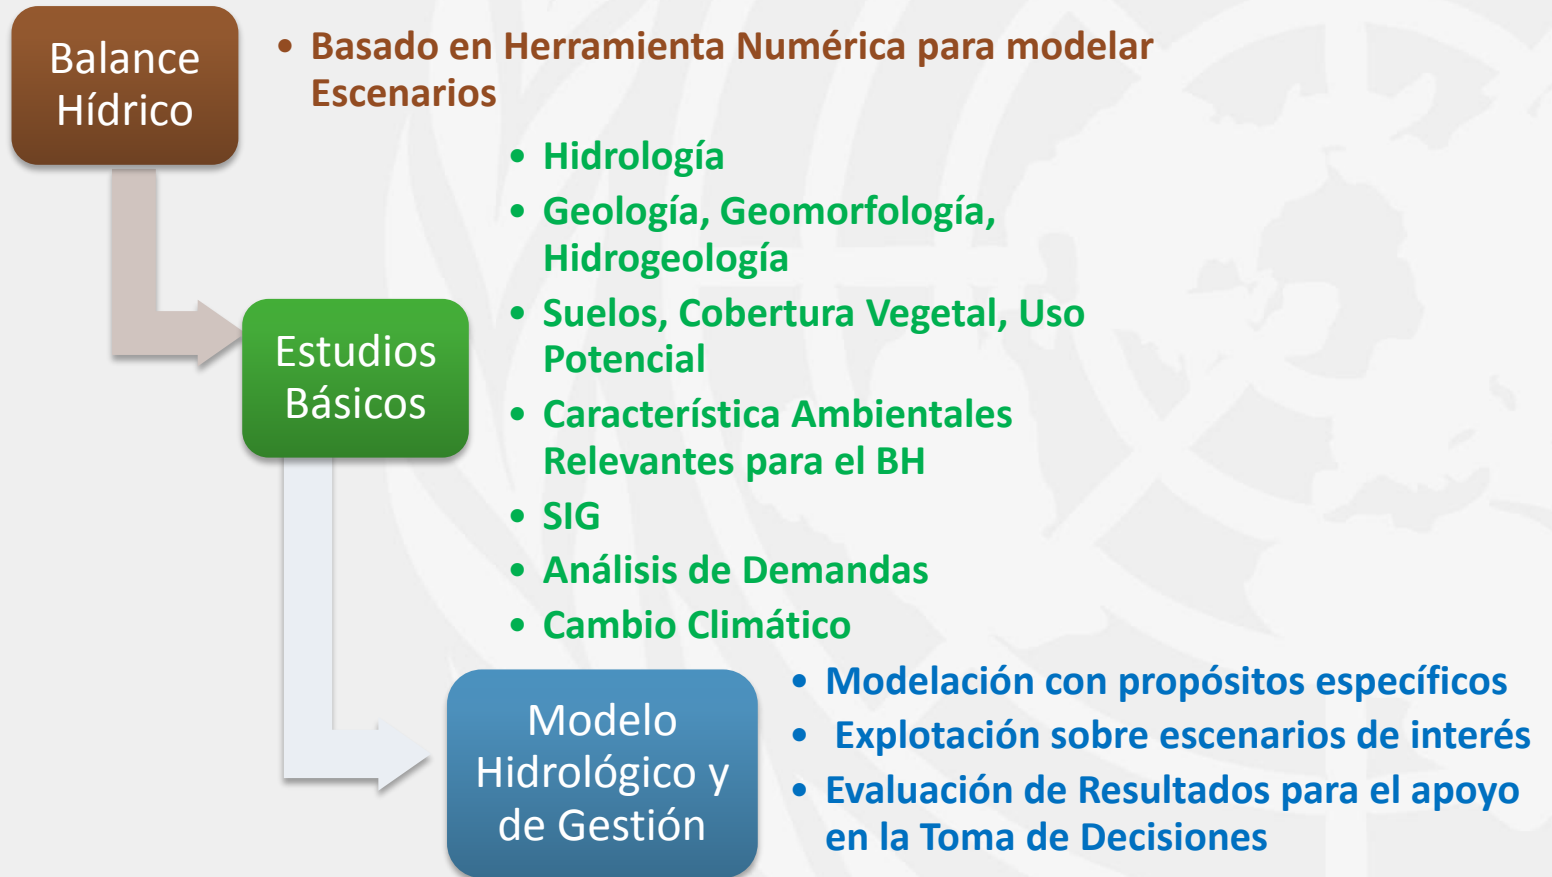 Balance
Hídrico
• Basado en Herramienta Numérica para modelar
Escenarios
• Hidrología
• Geología, Geomorfología,
Hidrogeología
• Suelos, Cobertura Vegetal, Uso
Potencial
• Característica Ambientales
Relevantes para el BH
• SIG
• Análisis de Demandas
• Cambio Climático
Estudios
Básicos
Modelo
Hidrológico y
de Gestión
• Modelación con propósitos específicos
• Explotación sobre escenarios de interés
• Evaluación de Resultados para el apoyo
en la Toma de Decisiones